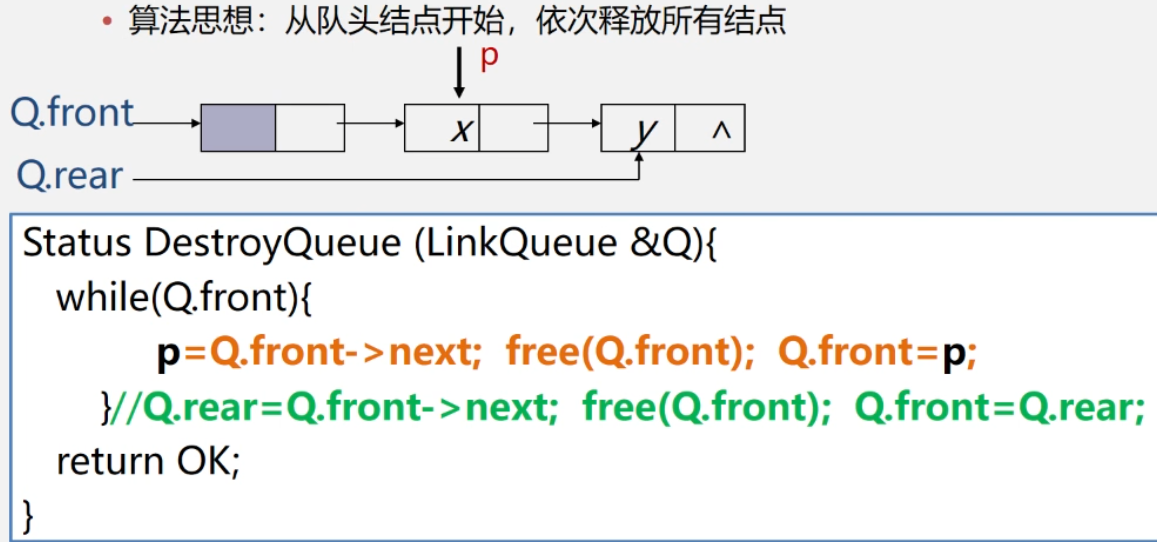 • 算法思想：从队头结点开始，依次释放所有结点
p
Q.front
x
y ^
Q.rear
Status DestroyQueue (LinkQueue &Q){
while(Q.front){
p=Q.front->next; free(Q.front); Q.front=p;
}//Q.rear=Q.front->next; free(Q.front); Q.front=Q.rear;
return OK;
}